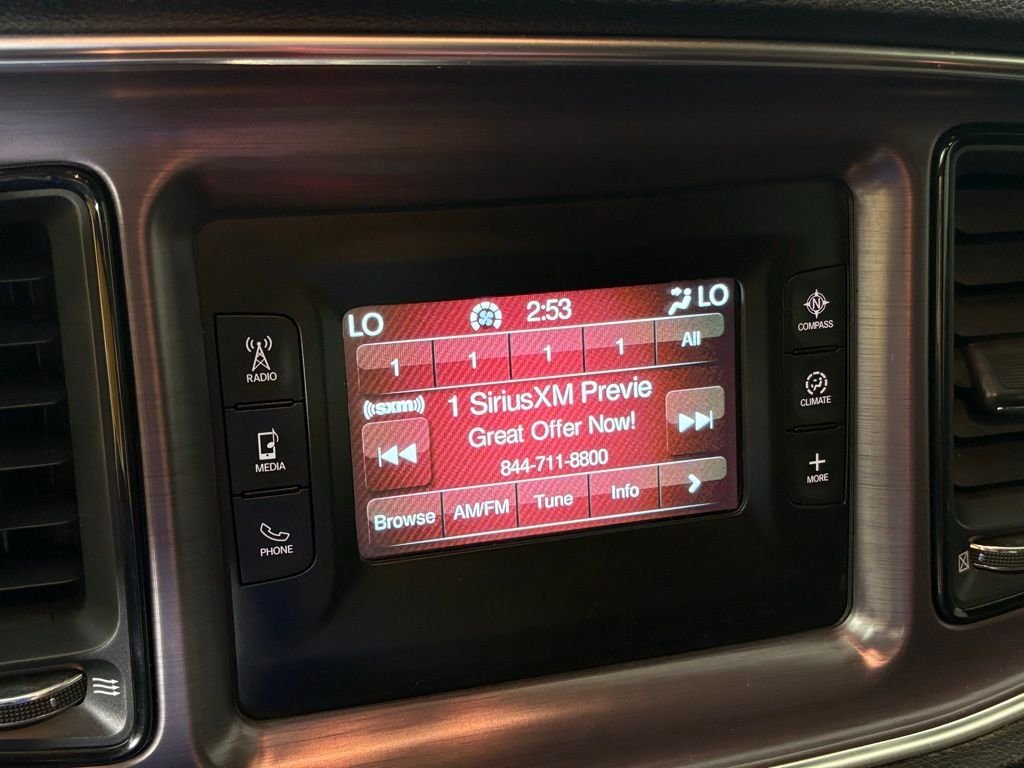 LO 2:53 LO
1 1 1 1 All
((sxm)) 1 SiriusXM Previe
Great Offer Now!
844-711-8800
Browse AM/FM Tune Info >
RADIO
MEDIA
PHONE
N
COMPASS
CLIMATE
+
MORE